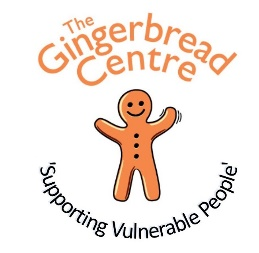 The
Gingerbread
Centre
'Supporting Vulnerable People'